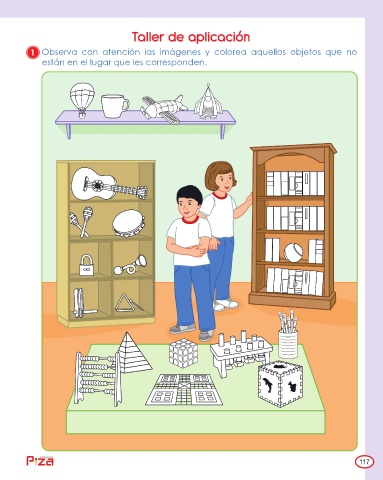 Taller de aplicación
1 Observa con atención las imágenes y colorea aquellos objetos que no
están en el lugar que les corresponden.
Piza
117